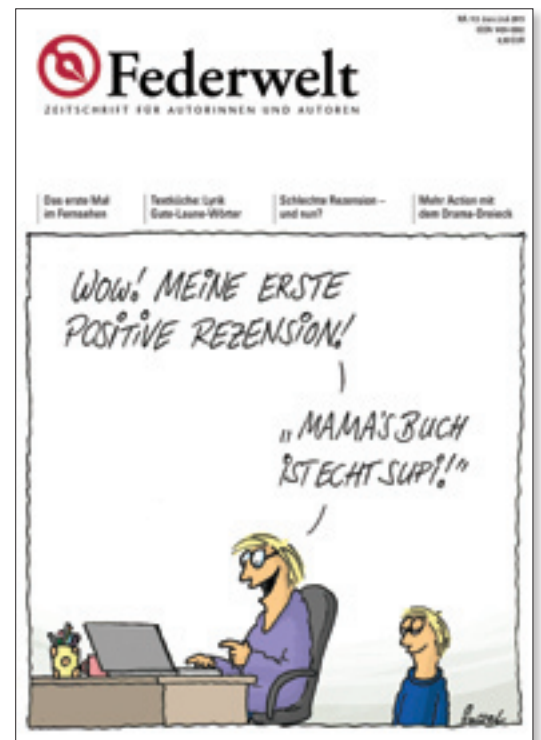 Federwelt
ZEITSCHRIFT FÜR AUTORINNEN UND AUTOREN
Das erste Mal
im Fernsehen
Textküche: Lyrik
Gute-Laune-Wörter
Schlechte Rezension –
und nun?
Mehr Action mit
dem Drama-Dreieck
WOW! MEINE ERSTE
POSITIVE REZENSION!
„MAMA'S BUCH
IST ECHT SUPI!“